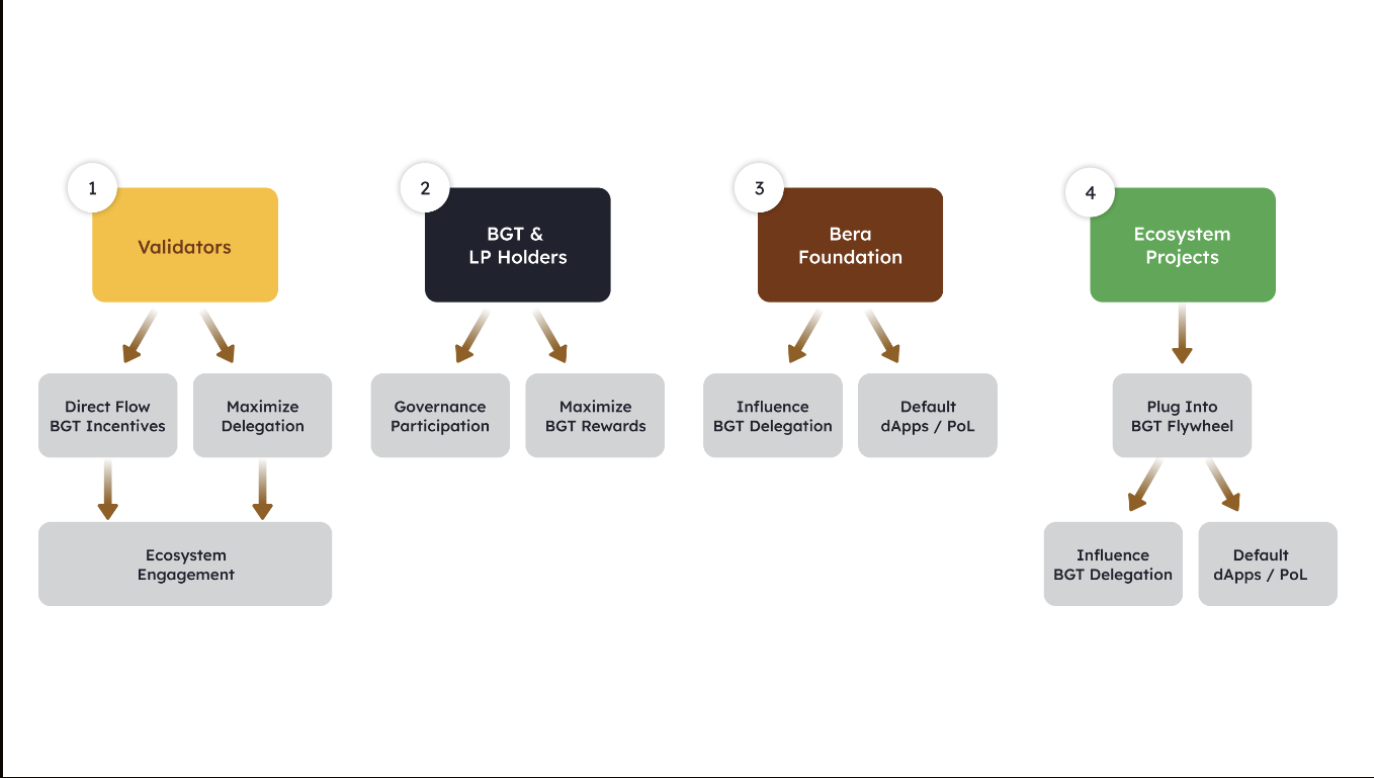 1
Validators
Direct Flow
BGT Incentives
Maximize
Delegation
Ecosystem
Engagement
2
BGT &
LP Holders
Governance
Participation
Maximize
BGT Rewards
3
Bera
Foundation
Influence
BGT Delegation
Default
dApps / PoL
4
Ecosystem
Projects
Plug Into
BGT Flywheel
Influence
BGT Delegation
Default
dApps / PoL